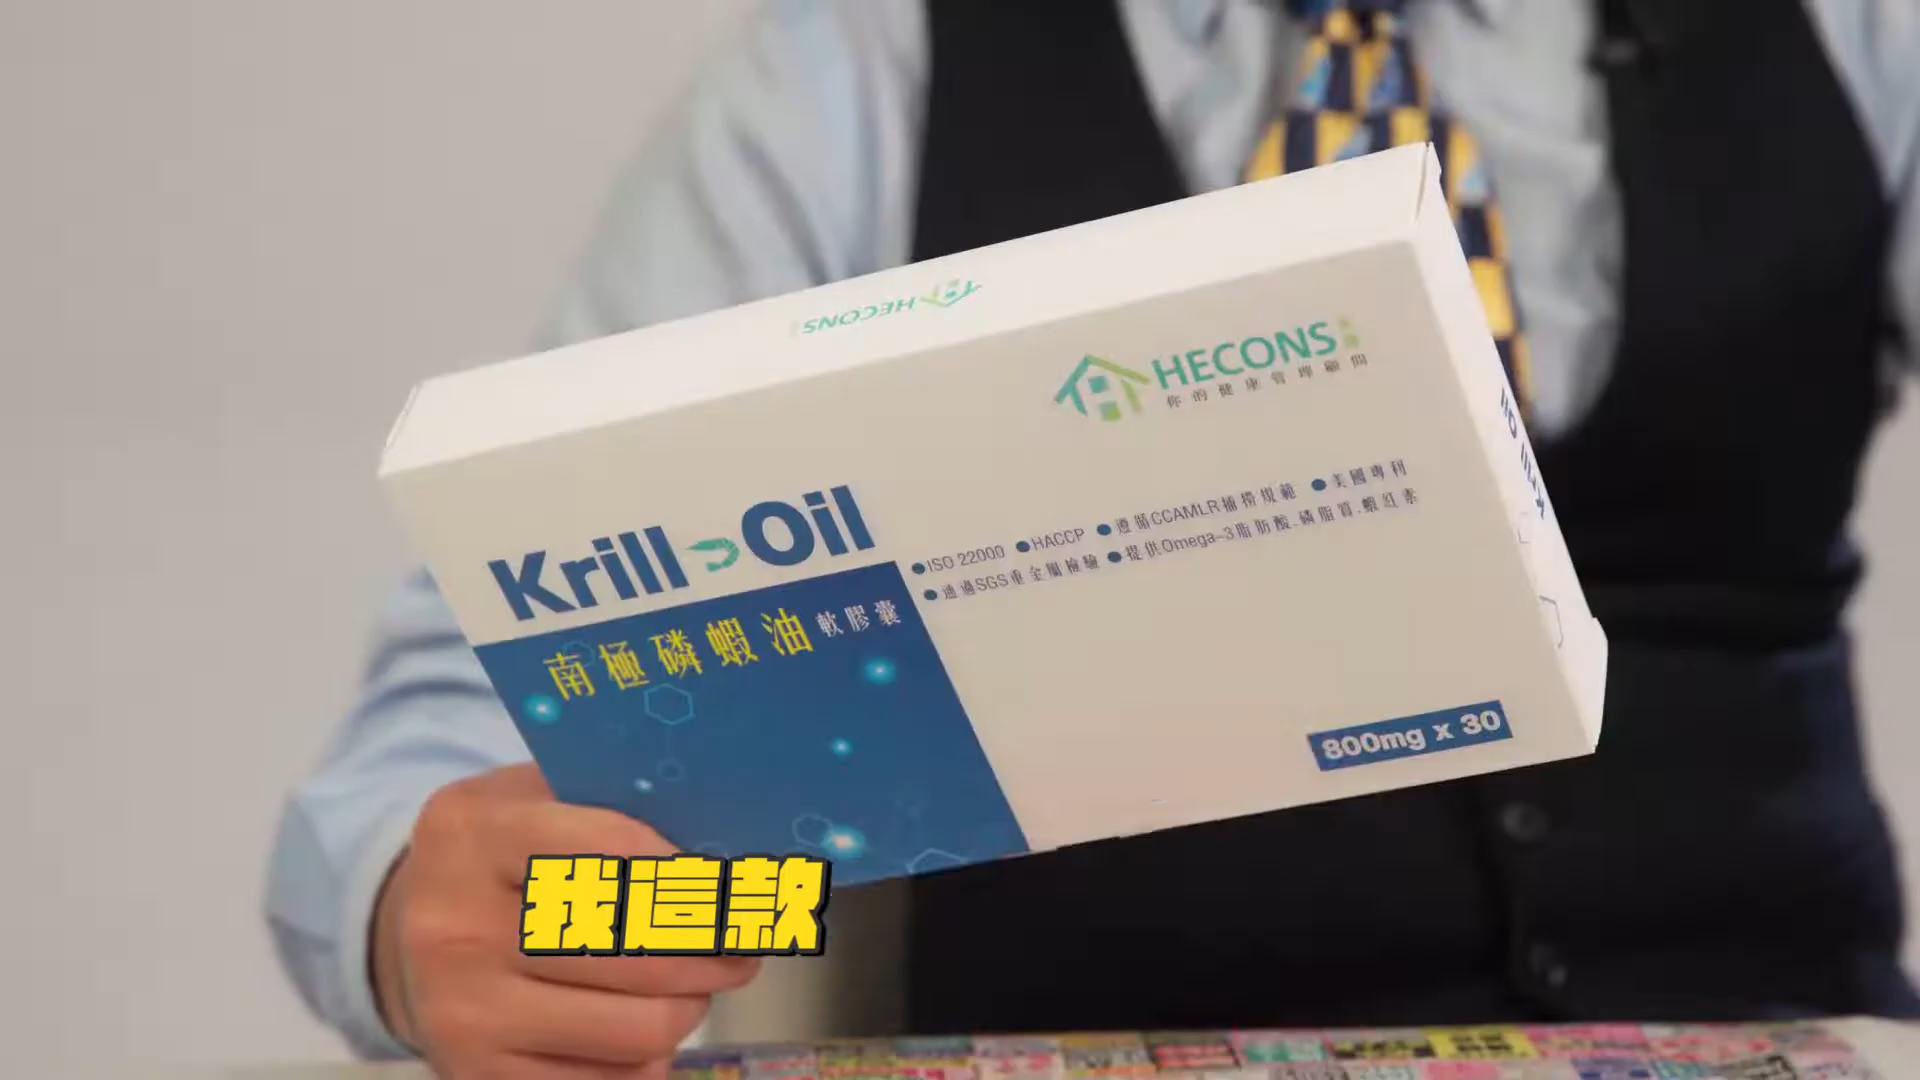 HECONS
HECONS
你的健康管理顧問
Krill Oil
南極磷蝦油 軟膠囊
●ISO 22000 ●HACCP ●遵循CCAMLR捕撈規範 ●美國專利
●通過SGS重金屬檢驗 ●提供Omega-3脂肪酸.磷脂質.蝦紅素
800mg x 30
Krill Oil
我這款